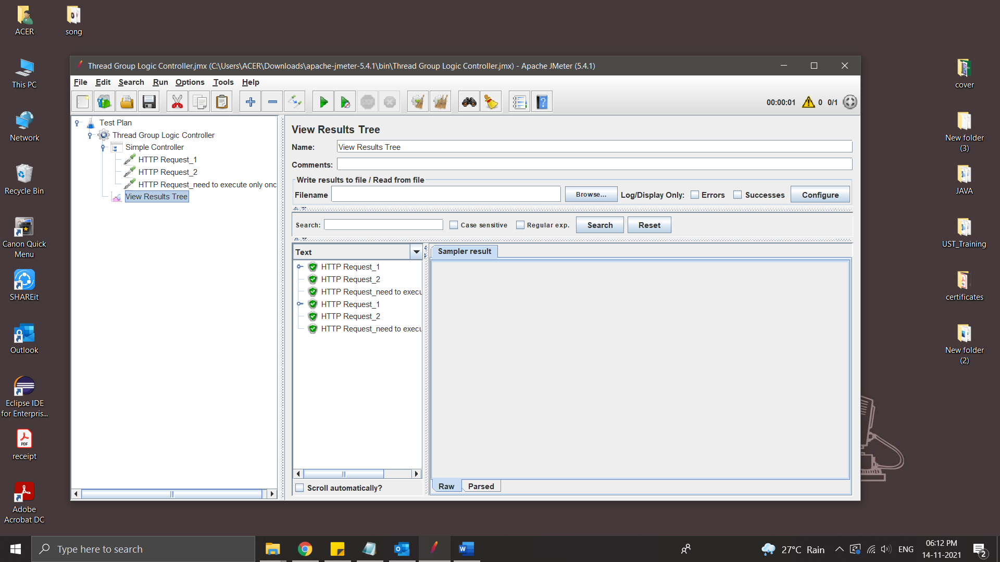 ACER
song
This PC
Network
Recycle Bin
Canon Quick
Menu
SHAREit
Outlook
Eclipse IDE
for Enterpris...
PDF
receipt
Adobe
Acrobat DC
Thread Group Logic Controller.jmx (C:\Users\ACER\Downloads\apache-jmeter-5.4.1\bin\Thread Group Logic Controller.jmx) - Apache JMeter (5.4.1)
File Edit Search Run Options Tools Help
STOP
00:00:01 0 0/1
Test Plan
Thread Group Logic Controller
Simple Controller
HTTP Request_1
HTTP Request_2
HTTP Request_need to execute only onc
View Results Tree
View Results Tree
Name: View Results Tree
Comments:
Write results to file / Read from file
Filename Browse... Log/Display Only: Errors Successes Configure
Search: Case sensitive Regular exp. Search Reset
Text
Sampler result
HTTP Request_1
HTTP Request_2
HTTP Request_need to execu
HTTP Request_1
HTTP Request_2
HTTP Request_need to execu
Scroll automatically?
Raw Parsed
cover
New folder
(3)
JAVA
UST_Training
certificates
New folder
(2)
Type here to search
27°C Rain
ENG
06:12 PM
14-11-2021
2